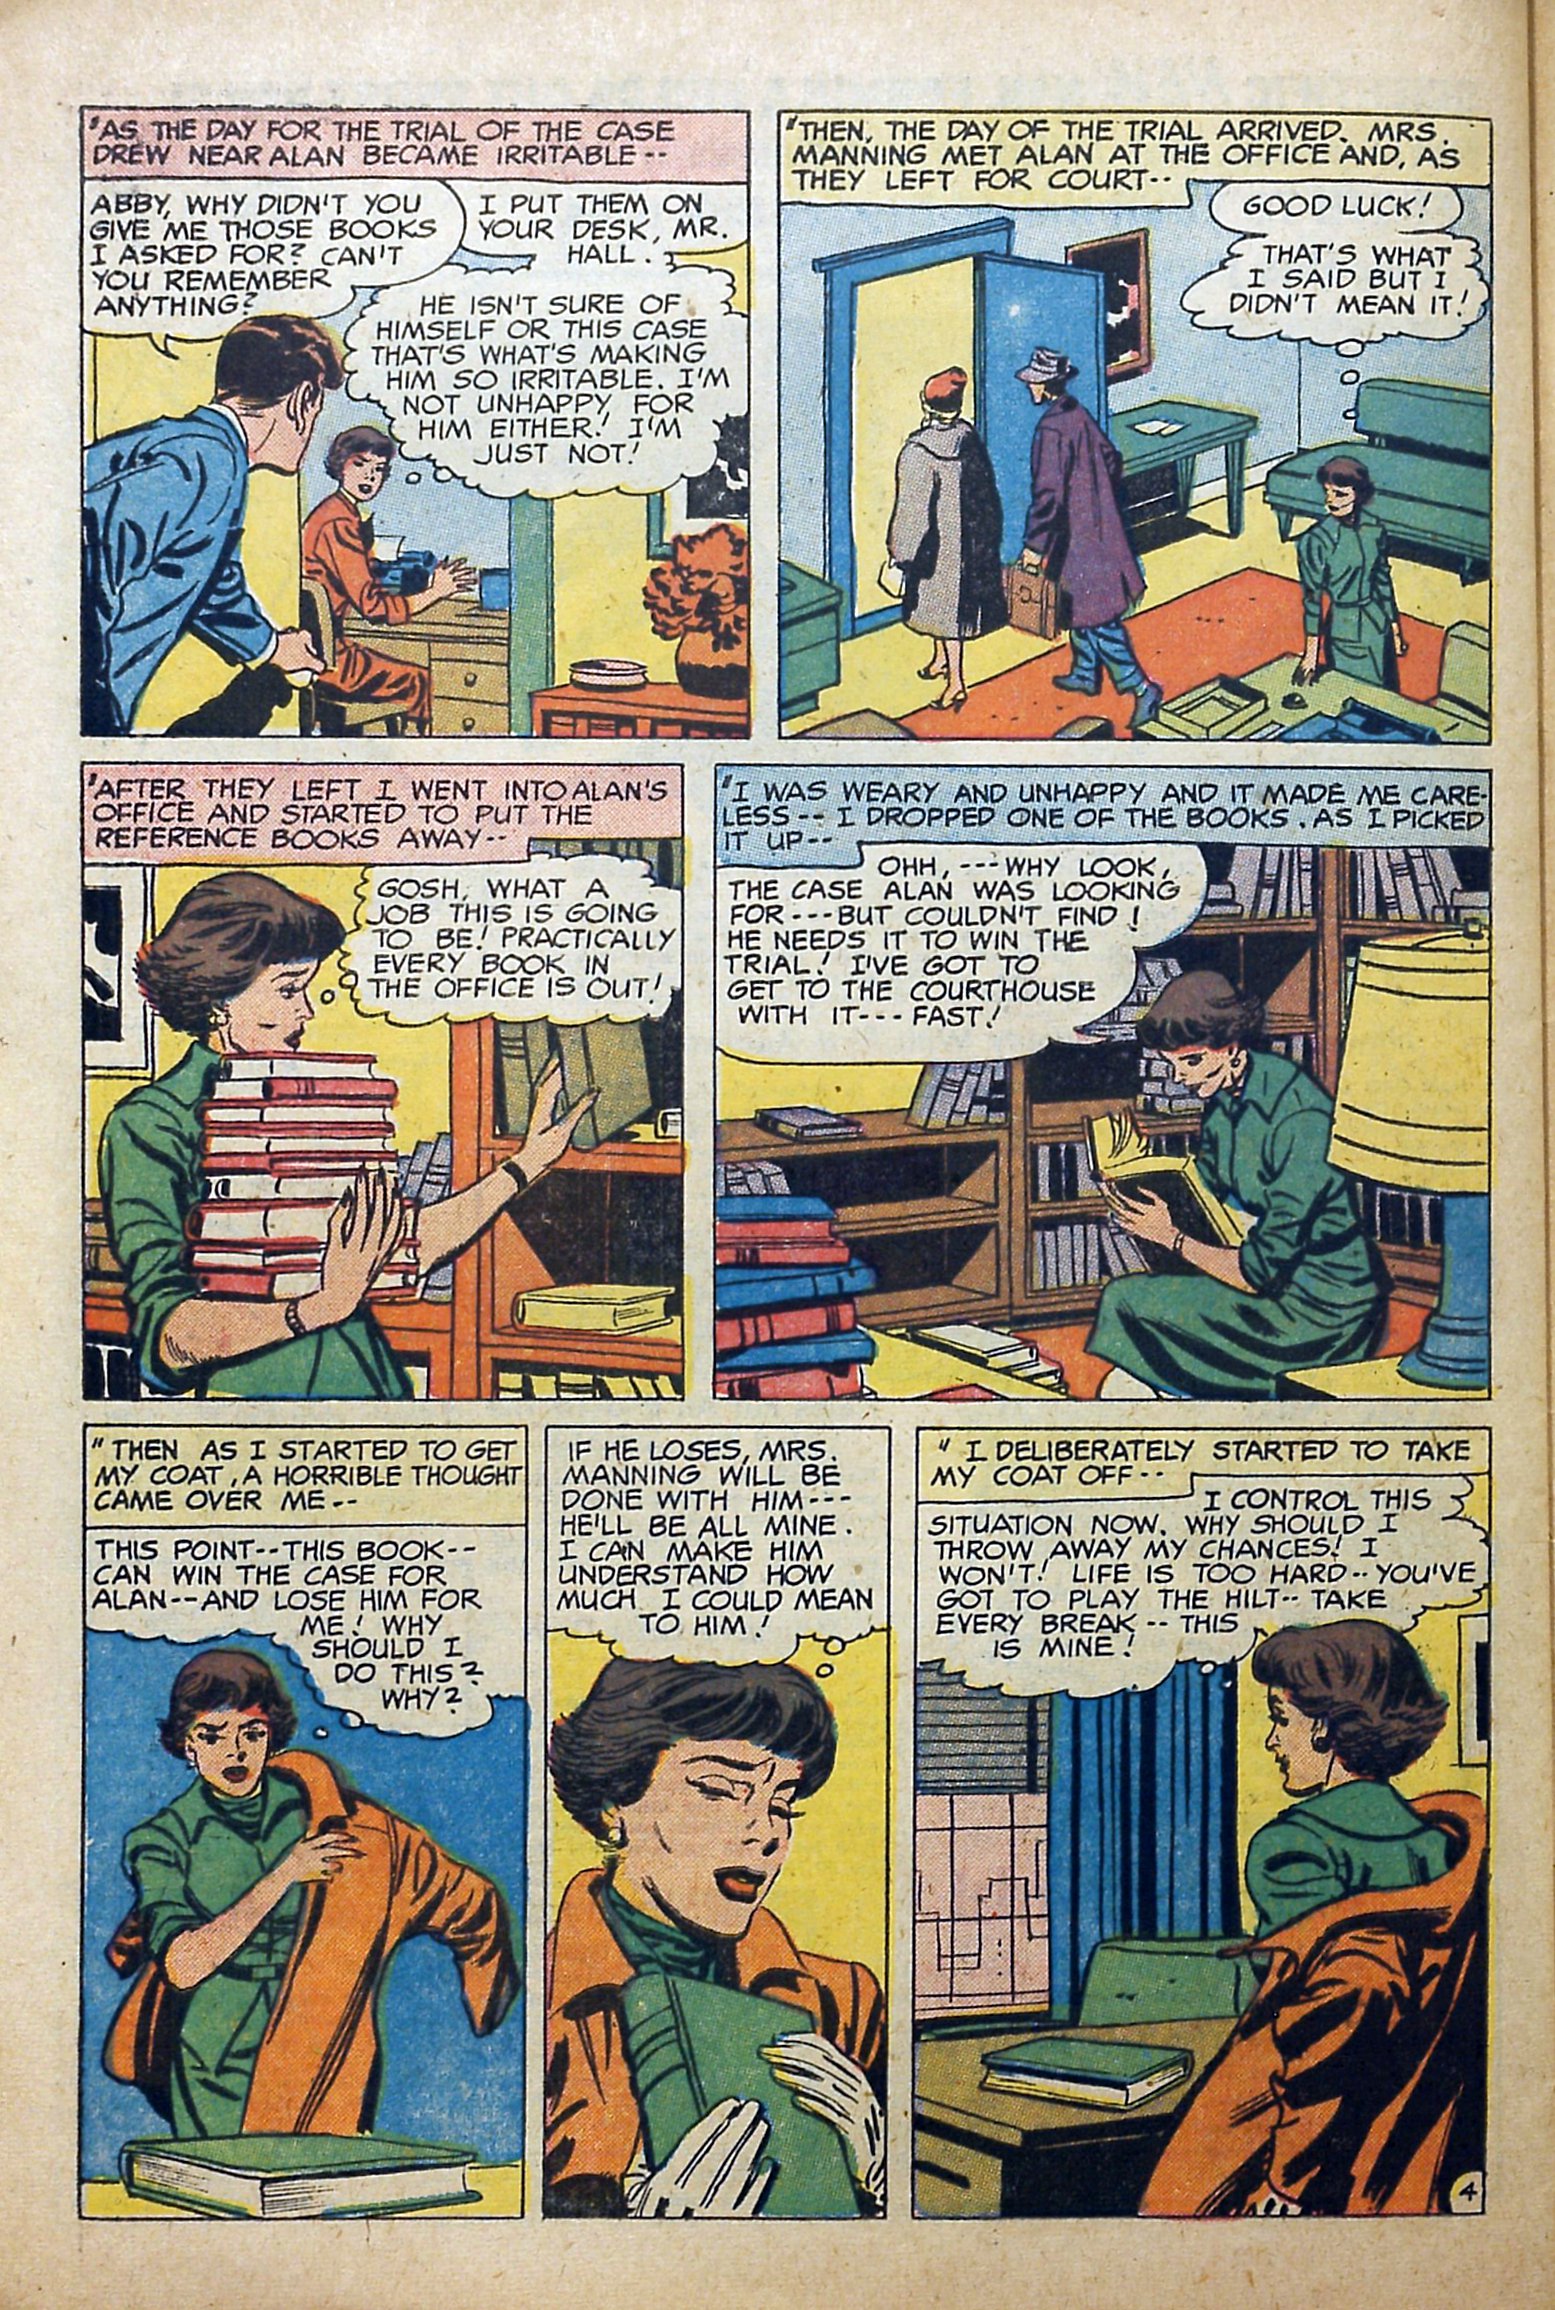 "AS THE DAY FOR THE TRIAL OF THE CASE
DREW NEAR ALAN BECAME IRRITABLE--
ABBY, WHY DIDN'T YOU
GIVE ME THOSE BOOKS
I ASKED FOR? CAN'T
YOU REMEMBER
ANYTHING?
I PUT THEM ON
YOUR DESK, MR.
HALL.
HE ISN'T SURE OF
HIMSELF OR THIS CASE
THAT'S WHAT'S MAKING
HIM SO IRRITABLE. I'M
NOT UNHAPPY FOR
HIM EITHER! I'M
JUST NOT!
"THEN, THE DAY OF THE TRIAL ARRIVED. MRS.
MANNING MET ALAN AT THE OFFICE AND, AS
THEY LEFT FOR COURT--
GOOD LUCK!
THAT'S WHAT
I SAID BUT I
DIDN'T MEAN IT!
"AFTER THEY LEFT I WENT INTO ALAN'S
OFFICE AND STARTED TO PUT THE
REFERENCE BOOKS AWAY--
GOSH, WHAT A
JOB THIS IS GOING
TO BE! PRACTICALLY
EVERY BOOK IN
THE OFFICE IS OUT!
"I WAS WEARY AND UNHAPPY AND IT MADE ME CARE-
LESS-- I DROPPED ONE OF THE BOOKS. AS I PICKED
IT UP--
OHH, ---WHY LOOK,
THE CASE ALAN WAS LOOKING
FOR---BUT COULDN'T FIND!
HE NEEDS IT TO WIN THE
TRIAL! I'VE GOT TO
GET TO THE COURTHOUSE
WITH IT--- FAST!
"THEN AS I STARTED TO GET
MY COAT, A HORRIBLE THOUGHT
CAME OVER ME--
THIS POINT--THIS BOOK--
CAN WIN THE CASE FOR
ALAN--AND LOSE HIM FOR
ME! WHY
SHOULD I
DO THIS?
WHY?
IF HE LOSES, MRS.
MANNING WILL BE
DONE WITH HIM---
HE'LL BE ALL MINE.
I CAN MAKE HIM
UNDERSTAND HOW
MUCH I COULD MEAN
TO HIM!
"I DELIBERATELY STARTED TO TAKE
MY COAT OFF--
I CONTROL THIS
SITUATION NOW. WHY SHOULD I
THROW AWAY MY CHANCES! I
WON'T! LIFE IS TOO HARD--YOU'VE
GOT TO PLAY THE HILT-- TAKE
EVERY BREAK -- THIS
IS MINE!
4